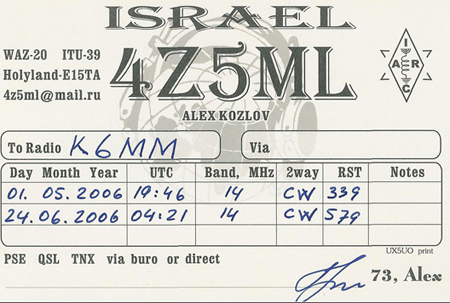 ISRAEL
WAZ-20 ITU-39
Holyland-E15TA
4z5ml@mail.ru
4Z5ML
ALEX KOZLOV
I
A R
C
To Radio K6MM Via
Day Month Year UTC Band, MHz 2way RST Notes
01. 05. 2006 19:46 14 CW 339
24.06.2006 04:21 14 CW 579
UX5UO print
PSE QSL TNX via buro or direct
73, Alex